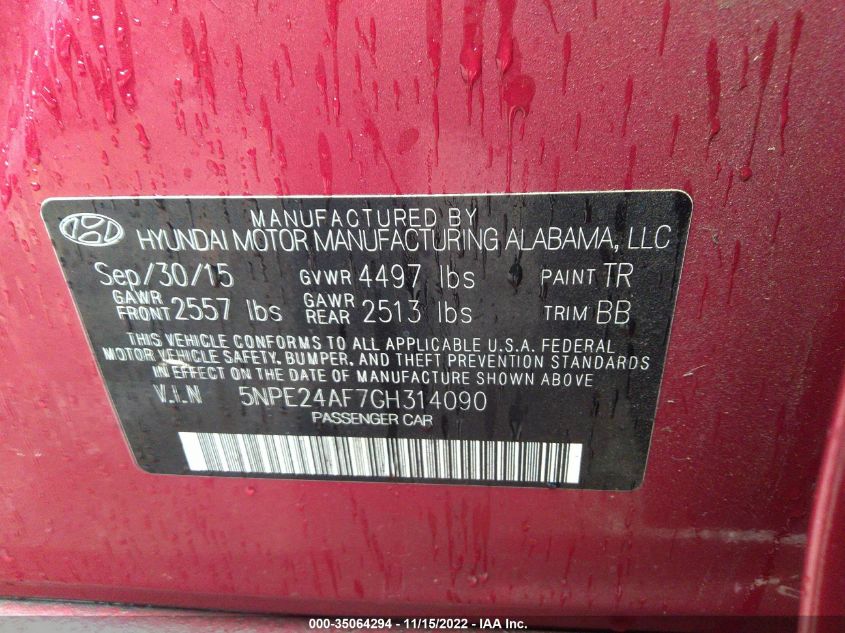 MANUFACTURED BY
HYUNDAI MOTOR MANUFACTURING ALABAMA, LLC
Sep/30/15 GVWR 4497 lbs PAINT TR
GAWR FRONT 2557 lbs GAWR REAR 2513 lbs TRIM BB
THIS VEHICLE CONFORMS TO ALL APPLICABLE U.S.A. FEDERAL
MOTOR VEHICLE SAFETY, BUMPER, AND THEFT PREVENTION STANDARDS
IN EFFECT ON THE DATE OF MANUFACTURE SHOWN ABOVE
V.I.N 5NPE24AF7GH314090
PASSENGER CAR
000-35064294 - 11/15/2022 - IAA Inc.